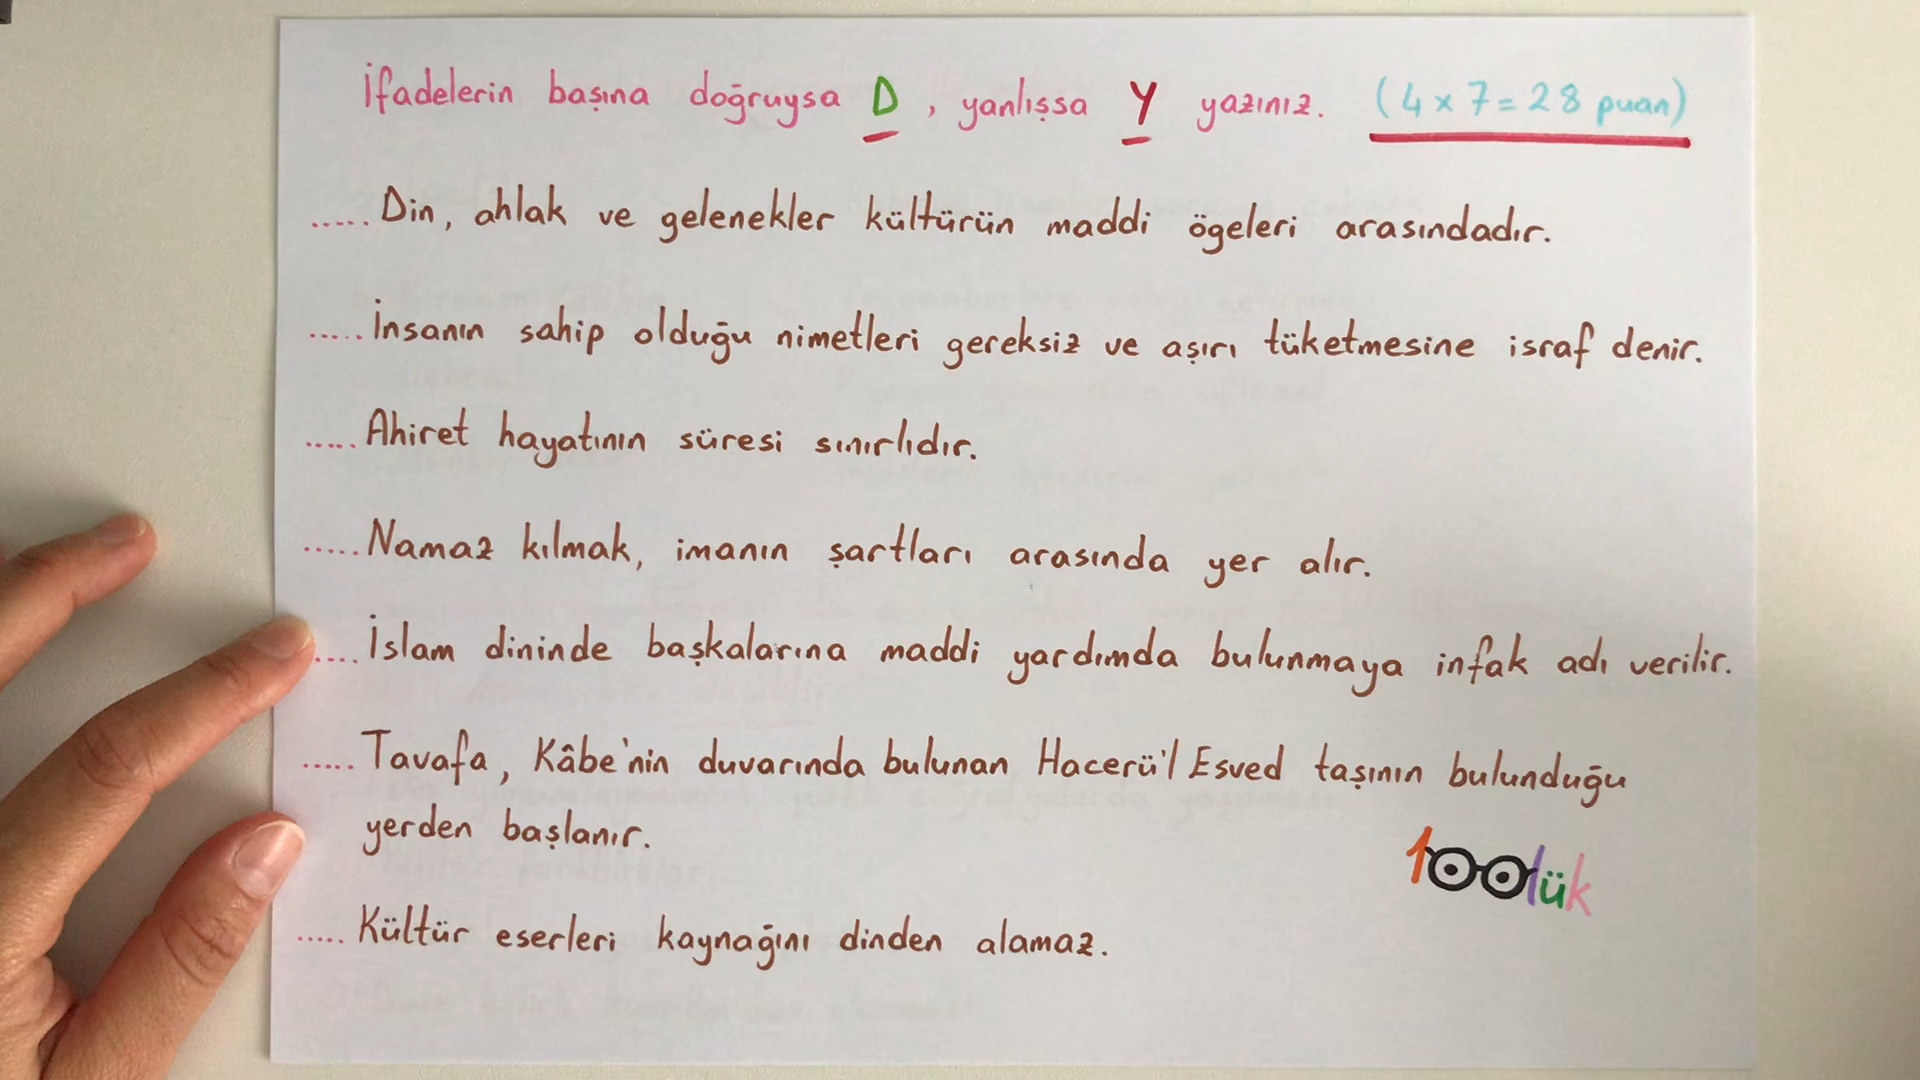 İfadelerin başına doğruysa D, yanlışsa Y yazınız. (4 x 7 = 28 puan)
..... Din, ahlak ve gelenekler kültürün maddi ögeleri arasındadır.
..... İnsanın sahip olduğu nimetleri gereksiz ve aşırı tüketmesine israf denir.
..... Ahiret hayatının süresi sınırlıdır.
..... Namaz kılmak, imanın şartları arasında yer alır.
.... İslam dininde başkalarına maddi yardımda bulunmaya infak adı verilir.
..... Tavafa, Kâbe'nin duvarında bulunan Hacerü'l Esved taşının bulunduğu
yerden başlanır.
100lük
..... Kültür eserleri kaynağını dinden alamaz.